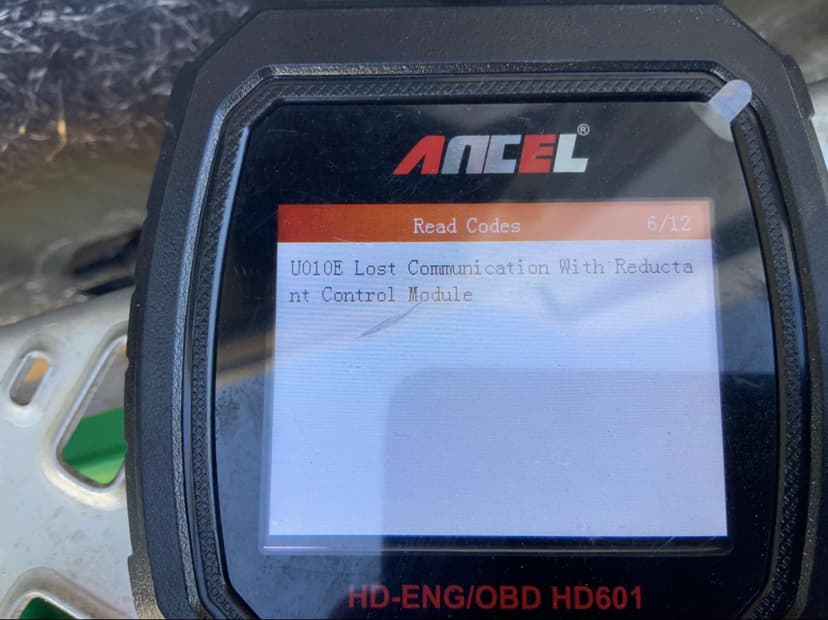 ANCEL®
Read Codes 6/12
U010E Lost Communication With Reducta
nt Control Module
HD-ENG/OBD HD601